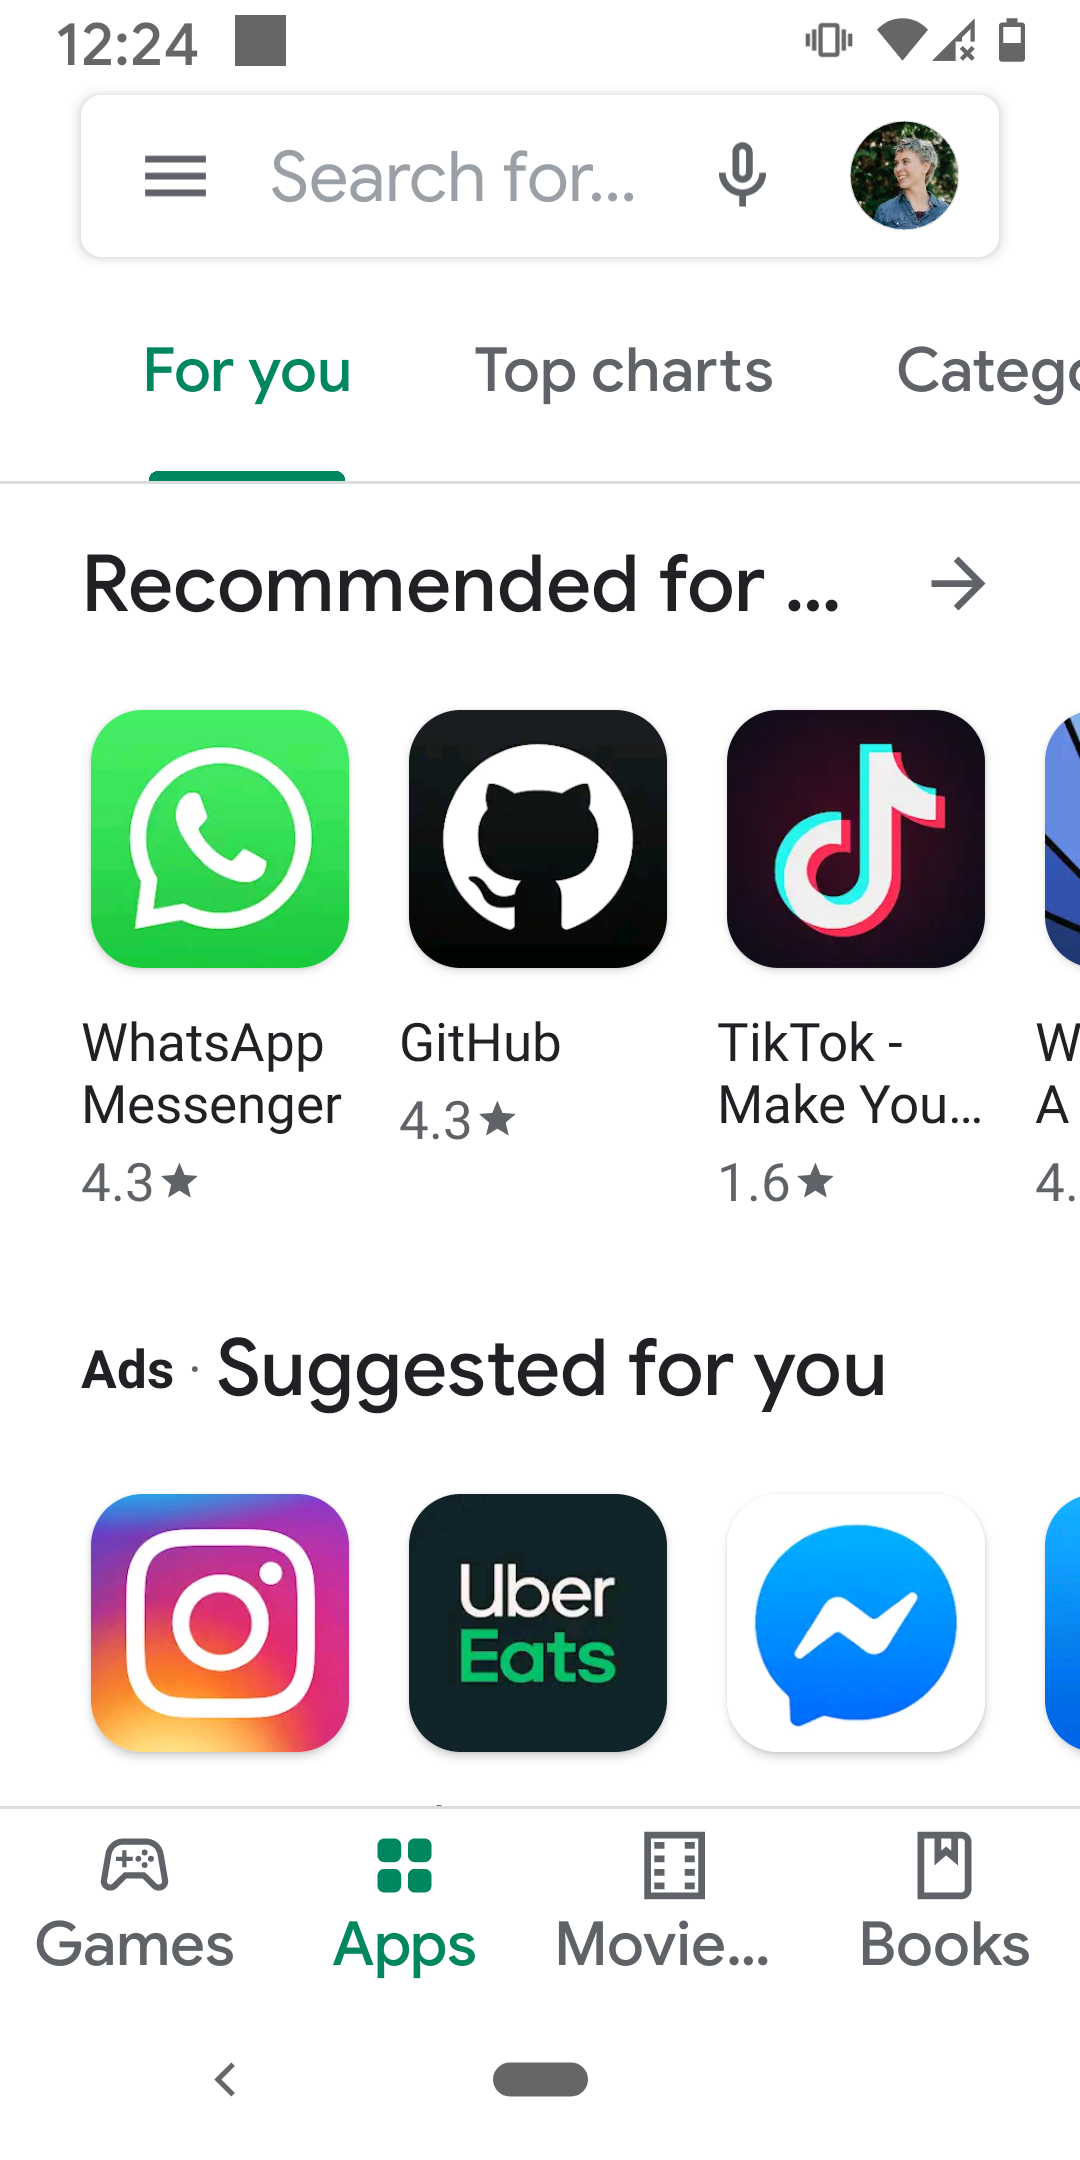 12:24
Search for...
For you Top charts Catego
Recommended for ...
WhatsApp Messenger
4.3★
GitHub
4.3★
TikTok - Make You...
1.6★
W
A
4.
Ads · Suggested for you
Uber
Eats
Games Apps Movie... Books